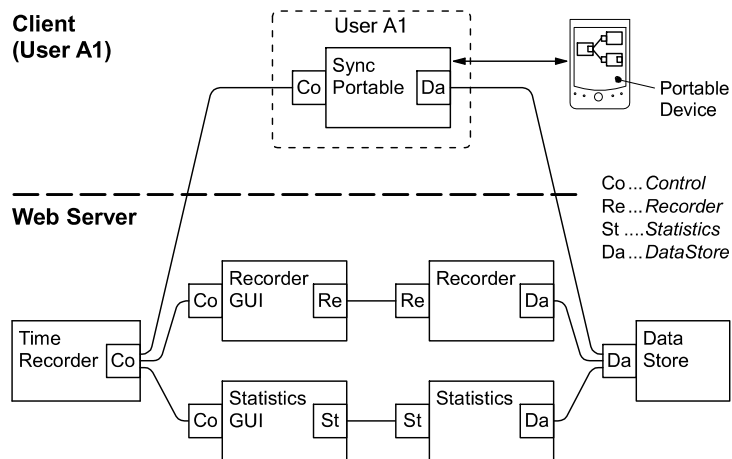 Client
(User A1)
User A1
Co
Sync
Portable
Da
Portable
Device
Co...Control
Re...Recorder
St ....Statistics
Da...DataStore
Web Server
Co
Recorder
GUI
Re
Re
Recorder
Da
Time
Recorder
Co
Da
Data
Store
Co
Statistics
GUI
St
St
Statistics
Da